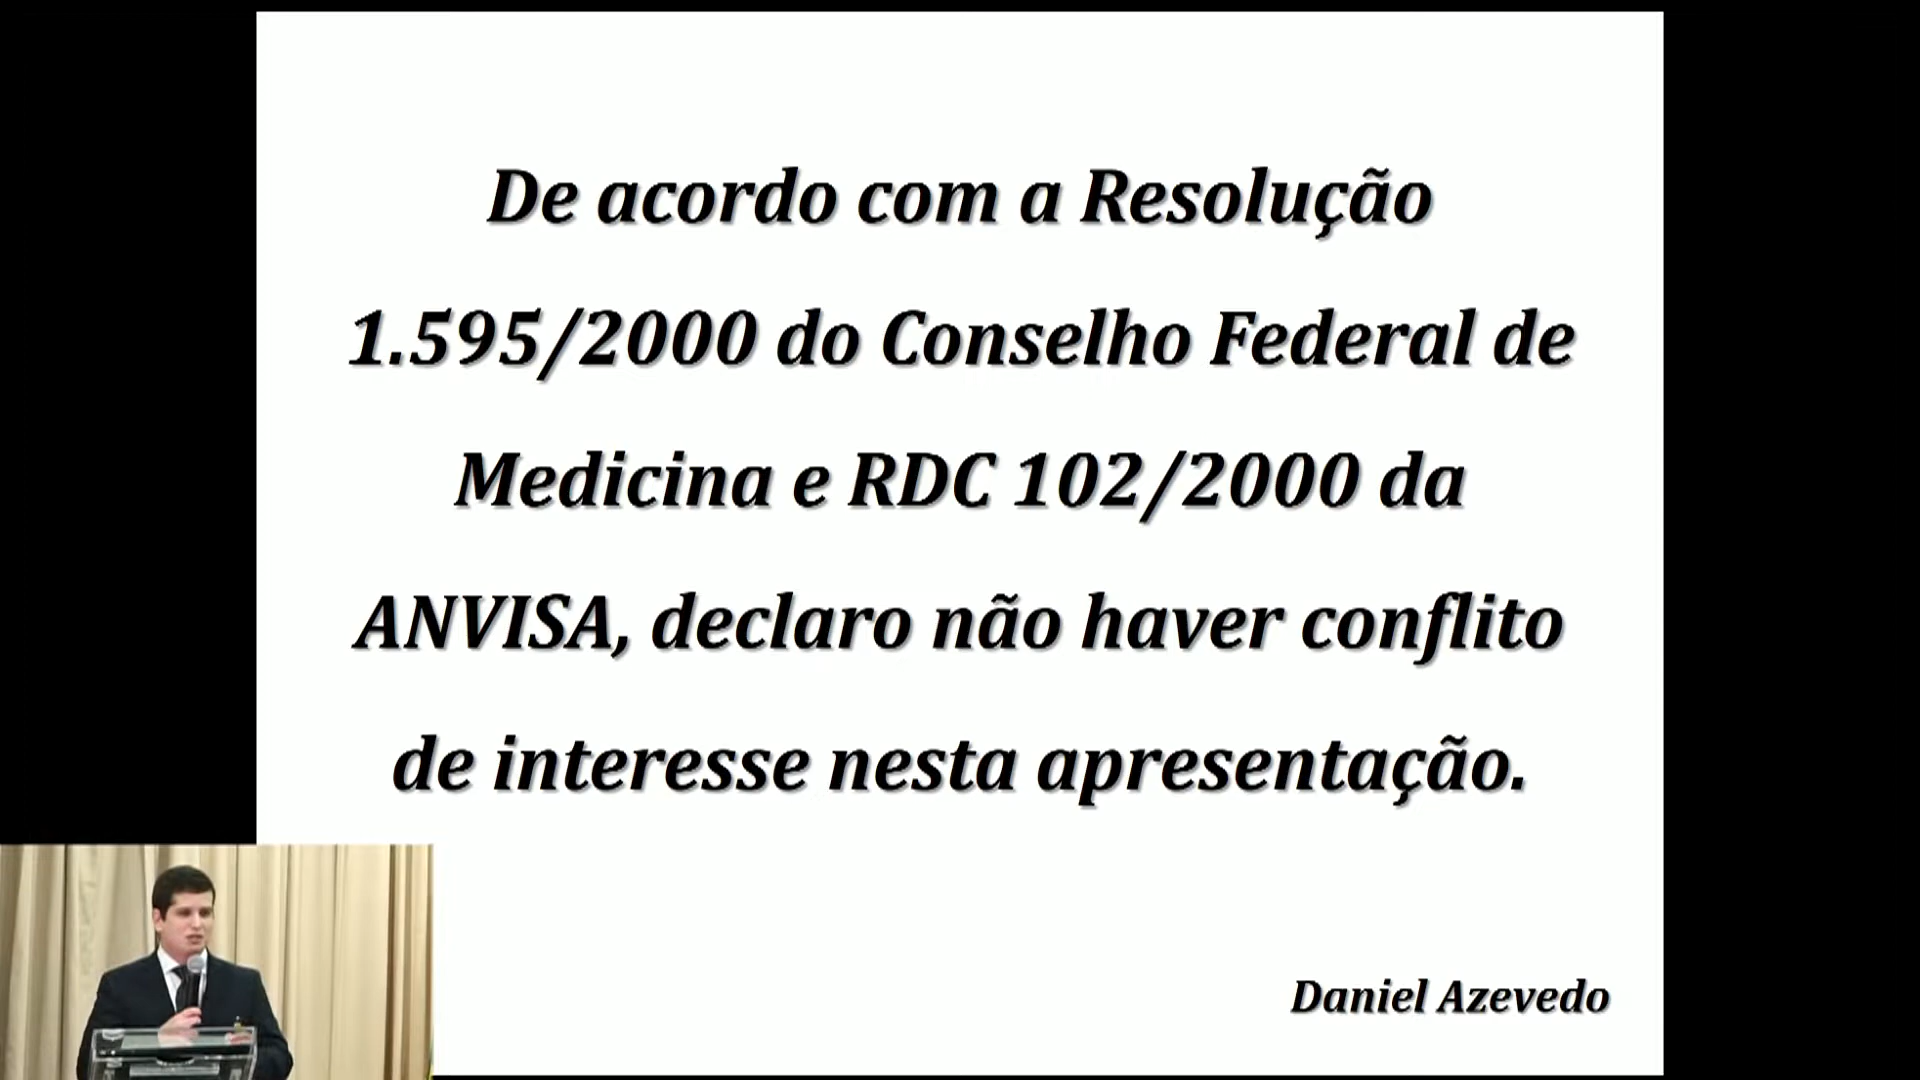 De acordo com a Resolução
1.595/2000 do Conselho Federal de
Medicina e RDC 102/2000 da
ANVISA, declaro não haver conflito
de interesse nesta apresentação.
Daniel Azevedo